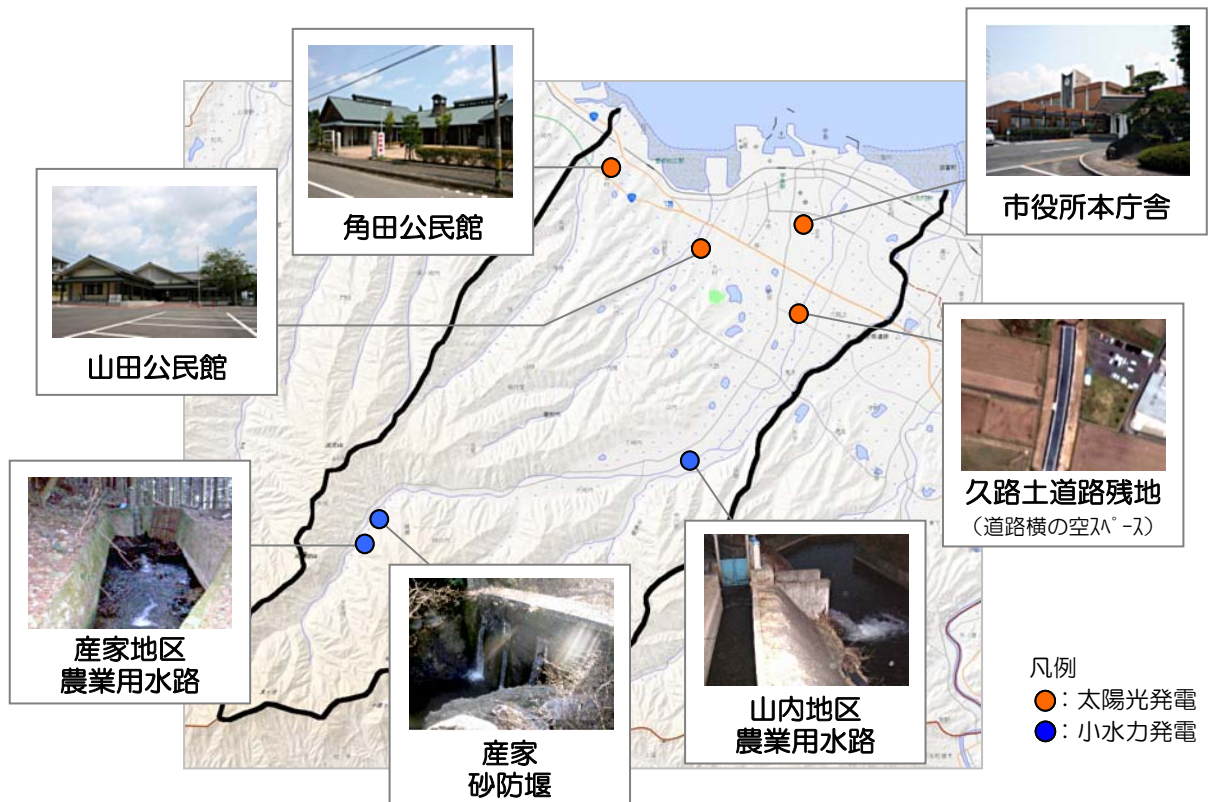 角田公民館
市役所本庁舎
山田公民館
久路土道路残地
（道路横の空ｽﾍﾟｰｽ）
産家地区
農業用水路
産家
砂防堰
山内地区
農業用水路
凡例
：太陽光発電
：小水力発電